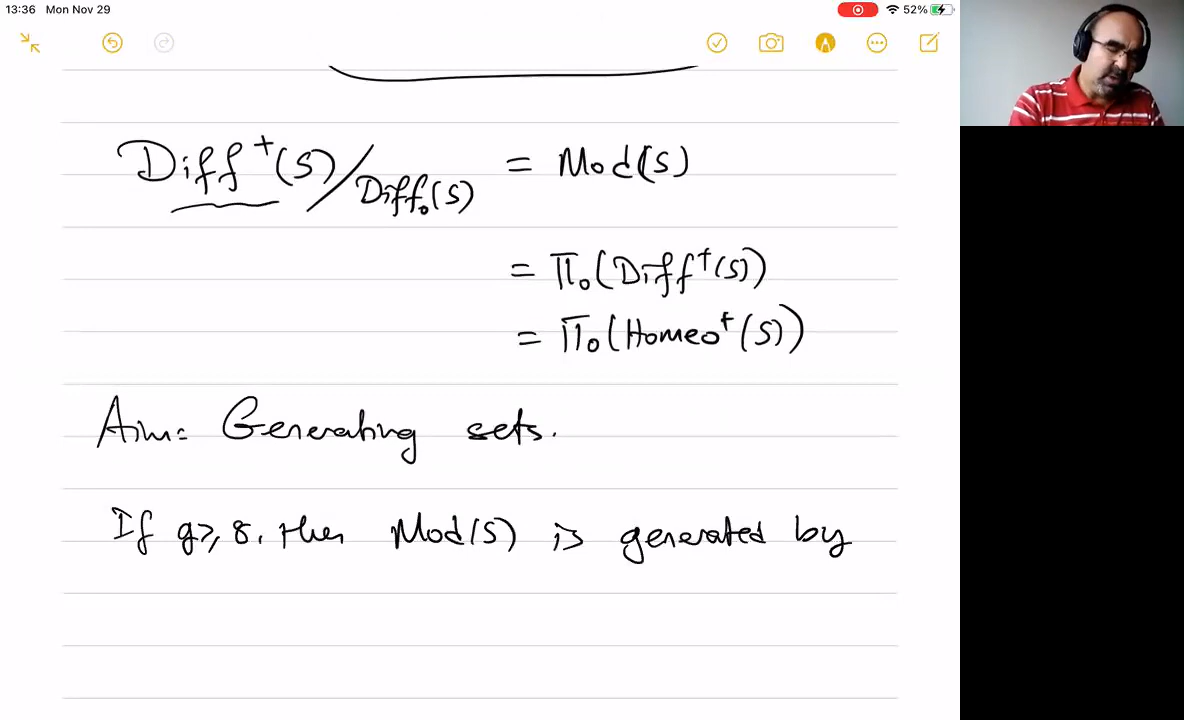 13:36 Mon Nov 29
52%
Diff⁺(S)/Diff₀(S) = Mod(S)
= π₀(Diff⁺(S))
= π₀(Homeo⁺(S))
Aim: Generating sets.
If g≥8, then Mod(S) is generated by